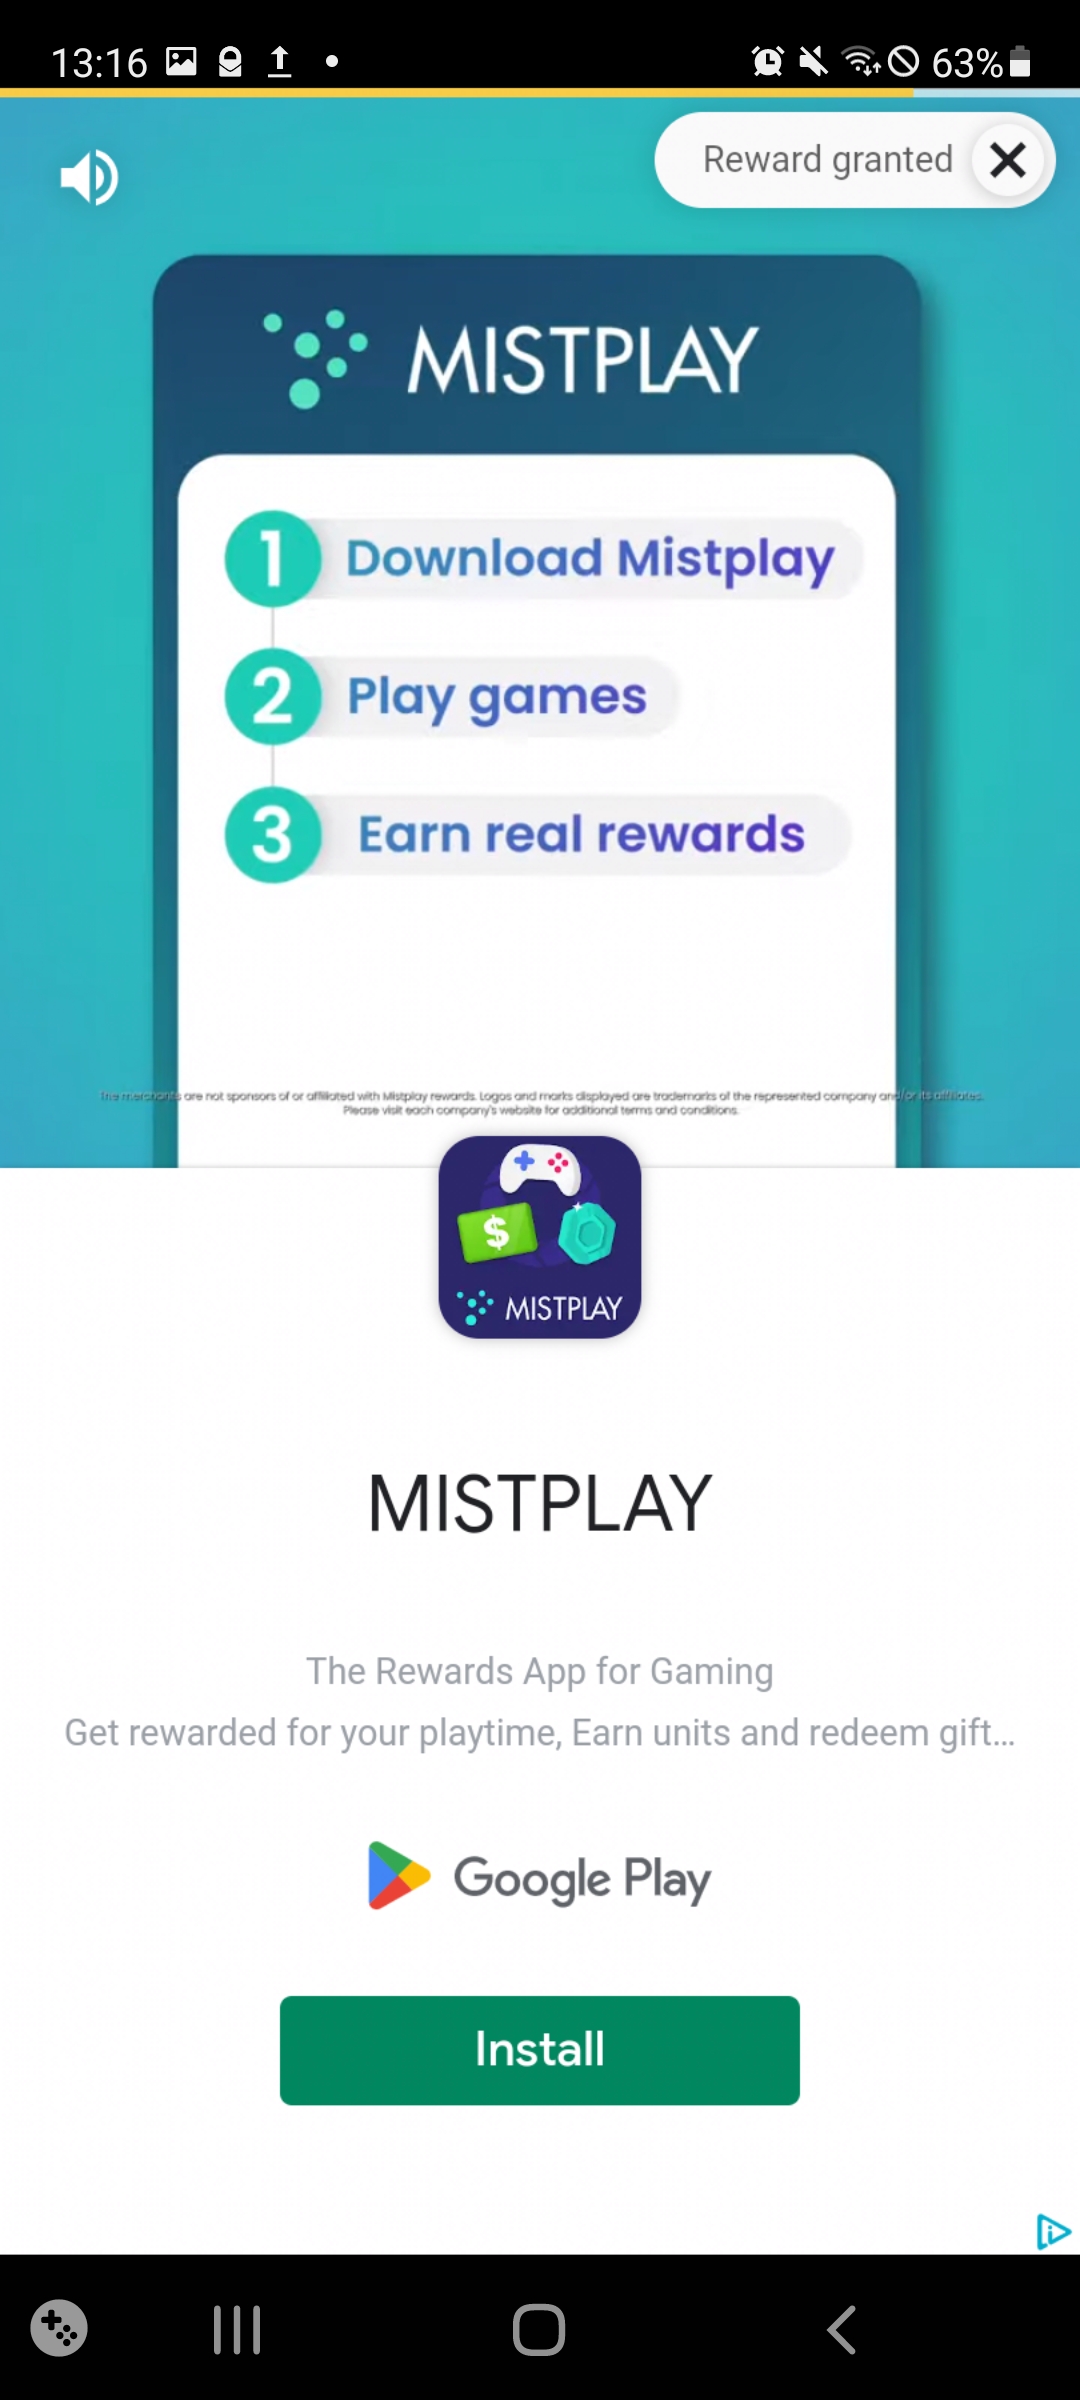 13:16
63%
Reward granted
MISTPLAY
1 Download Mistplay
2 Play games
3 Earn real rewards
The merchants are not sponsors of or affiliated with Mistplay rewards. Logos and marks displayed are trademarks of the represented company and/or its affiliates.
Please visit each company's website for additional terms and conditions.
$
MISTPLAY
MISTPLAY
The Rewards App for Gaming
Get rewarded for your playtime, Earn units and redeem gift...
Google Play
Install